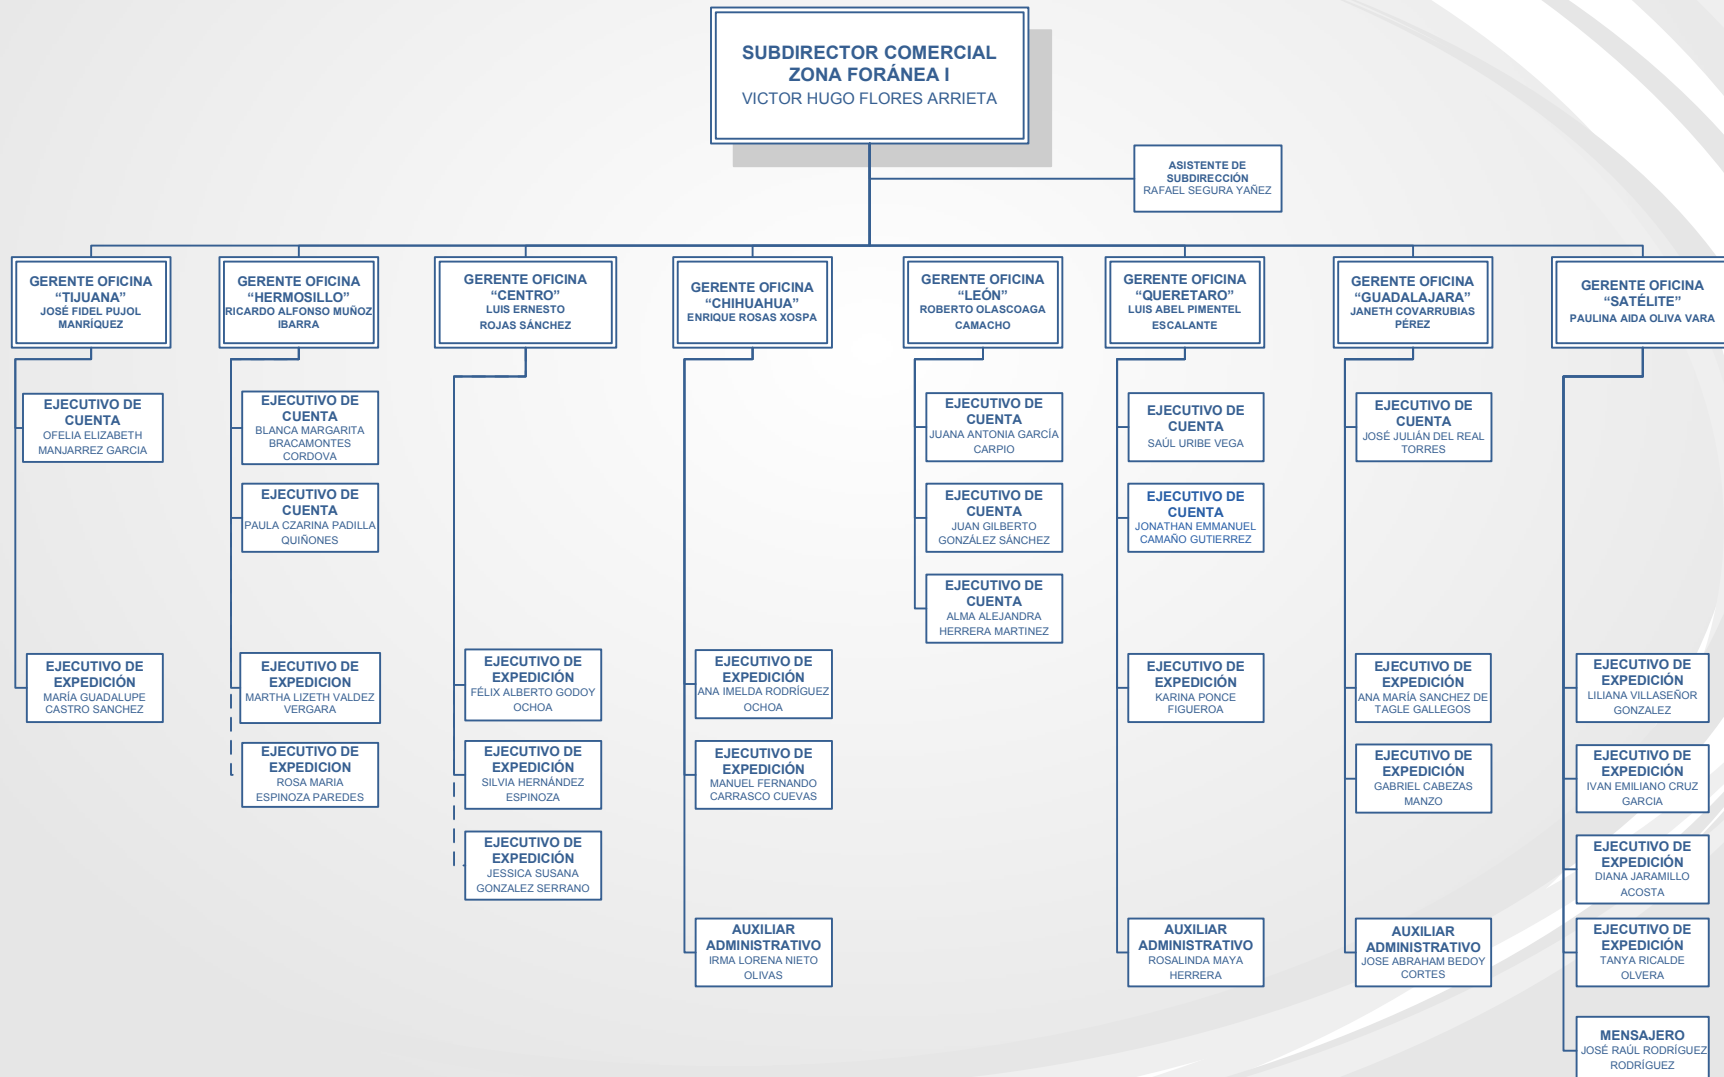 SUBDIRECTOR COMERCIAL
ZONA FORÁNEA I
VICTOR HUGO FLORES ARRIETA
ASISTENTE DE
SUBDIRECCIÓN
RAFAEL SEGURA YAÑEZ
GERENTE OFICINA
“TIJUANA”
JOSÉ FIDEL PUJOL
MANRÍQUEZ
EJECUTIVO DE
CUENTA
OFELIA ELIZABETH
MANJARREZ GARCIA
EJECUTIVO DE
EXPEDICIÓN
MARÍA GUADALUPE
CASTRO SANCHEZ
GERENTE OFICINA
“HERMOSILLO”
RICARDO ALFONSO MUÑOZ
IBARRA
EJECUTIVO DE
CUENTA
BLANCA MARGARITA
BRACAMONTES
CORDOVA
EJECUTIVO DE
CUENTA
PAULA CZARINA PADILLA
QUIÑONES
EJECUTIVO DE
EXPEDICION
MARTHA LIZETH VALDEZ
VERGARA
EJECUTIVO DE
EXPEDICION
ROSA MARIA
ESPINOZA PAREDES
GERENTE OFICINA
“CENTRO”
LUIS ERNESTO
ROJAS SÁNCHEZ
EJECUTIVO DE
EXPEDICIÓN
FÉLIX ALBERTO GODOY
OCHOA
EJECUTIVO DE
EXPEDICIÓN
SILVIA HERNÁNDEZ
ESPINOZA
EJECUTIVO DE
EXPEDICIÓN
JESSICA SUSANA
GONZALEZ SERRANO
GERENTE OFICINA
“CHIHUAHUA”
ENRIQUE ROSAS XOSPA
EJECUTIVO DE
EXPEDICIÓN
ANA IMELDA RODRÍGUEZ
OCHOA
EJECUTIVO DE
EXPEDICIÓN
MANUEL FERNANDO
CARRASCO CUEVAS
AUXILIAR
ADMINISTRATIVO
IRMA LORENA NIETO
OLIVAS
GERENTE OFICINA
“LEÓN”
ROBERTO OLASCOAGA
CAMACHO
EJECUTIVO DE
CUENTA
JUANA ANTONIA GARCÍA
CARPIO
EJECUTIVO DE
CUENTA
JUAN GILBERTO
GONZÁLEZ SÁNCHEZ
EJECUTIVO DE
CUENTA
ALMA ALEJANDRA
HERRERA MARTINEZ
GERENTE OFICINA
“QUERETARO”
LUIS ABEL PIMENTEL
ESCALANTE
EJECUTIVO DE
CUENTA
SAÚL URIBE VEGA
EJECUTIVO DE
CUENTA
JONATHAN EMMANUEL
CAMAÑO GUTIERREZ
EJECUTIVO DE
EXPEDICIÓN
KARINA PONCE
FIGUEROA
AUXILIAR
ADMINISTRATIVO
ROSALINDA MAYA
HERRERA
GERENTE OFICINA
“GUADALAJARA”
JANETH COVARRUBIAS
PÉREZ
EJECUTIVO DE
CUENTA
JOSÉ JULIÁN DEL REAL
TORRES
EJECUTIVO DE
EXPEDICIÓN
ANA MARÍA SANCHEZ DE
TAGLE GALLEGOS
EJECUTIVO DE
EXPEDICIÓN
GABRIEL CABEZAS
MANZO
AUXILIAR
ADMINISTRATIVO
JOSE ABRAHAM BEDOY
CORTES
GERENTE OFICINA
“SATÉLITE”
PAULINA AIDA OLIVA VARA
EJECUTIVO DE
EXPEDICIÓN
LILIANA VILLASEÑOR
GONZALEZ
EJECUTIVO DE
EXPEDICIÓN
IVAN EMILIANO CRUZ
GARCIA
EJECUTIVO DE
EXPEDICIÓN
DIANA JARAMILLO
ACOSTA
EJECUTIVO DE
EXPEDICIÓN
TANYA RICALDE
OLVERA
MENSAJERO
JOSÉ RAÚL RODRÍGUEZ
RODRÍGUEZ